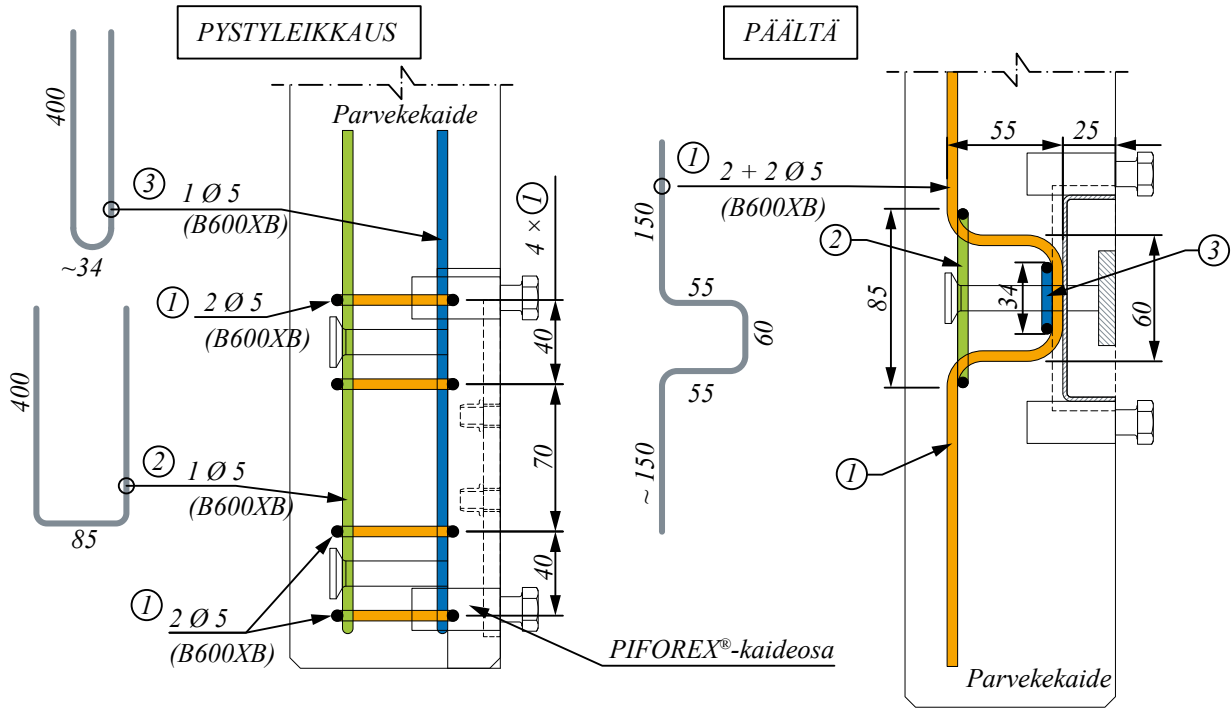 PYSTYLEIKKAUS
PÄÄLTÄ
400
~34
3 1 Ø 5
(B600XB)
Parvekekaide
4 × 1
1 2 Ø 5
(B600XB)
40
70
40
400
85
2 1 Ø 5
(B600XB)
1 2 Ø 5
(B600XB)
PIFOREX®-kaideosa
150
55
60
55
~ 150
1 2 + 2 Ø 5
(B600XB)
55
25
2
3
85
34
60
1
Parvekekaide